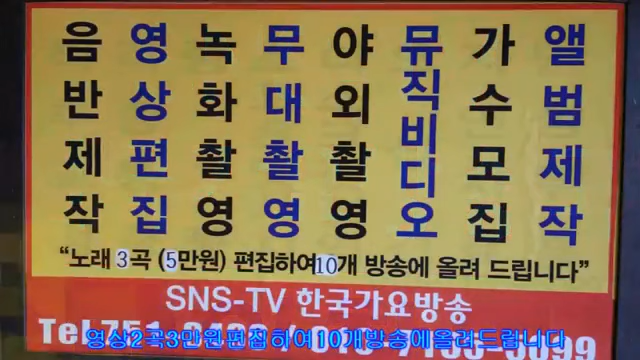 음반제작
영상편집
녹화촬영
무대촬영
야외촬영
뮤직비디오
가수모집
앨범제작
“노래 3곡 (5만원) 편집하여10개 방송에 올려 드립니다”
SNS-TV 한국가요방송
Tel.751
영상2곡3만원편집하여10개방송에올려드립니다